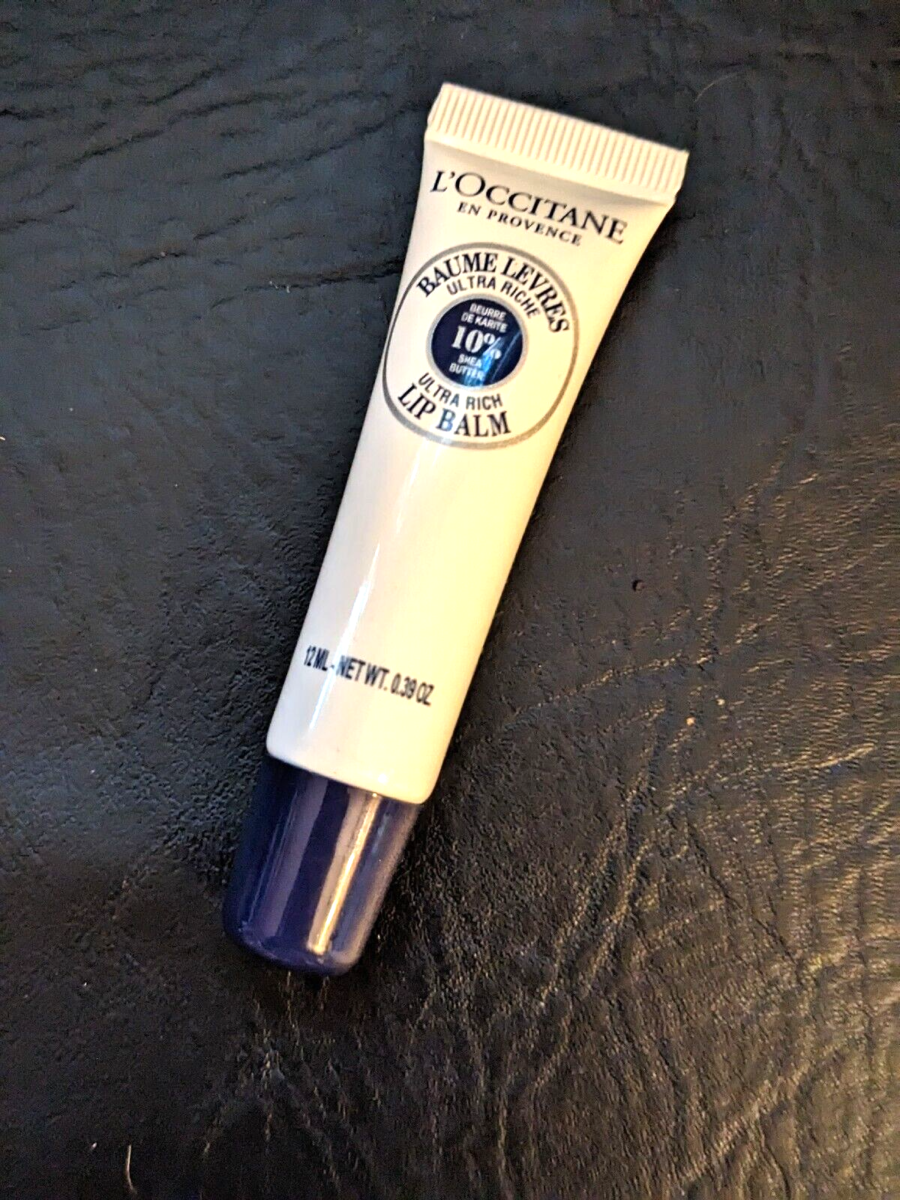 L'OCCITANE
EN PROVENCE
BAUME LEVRES
ULTRA RICHE
BEURRE
DE KARITE
10%
SHEA
BUTTER
ULTRA RICH
LIP BALM
12 ML - NET WT. 0.39 OZ